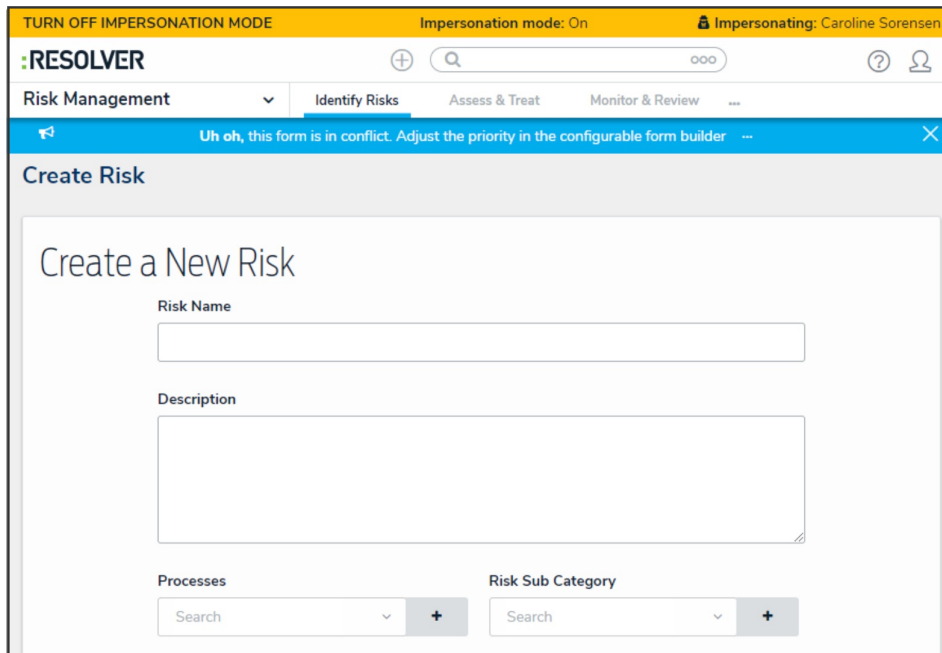 TURN OFF IMPERSONATION MODE Impersonation mode: On Impersonating: Caroline Sorensen
:RESOLVER
Risk Management Identify Risks Assess & Treat Monitor & Review ...
Uh oh, this form is in conflict. Adjust the priority in the configurable form builder ...
Create Risk
Create a New Risk
Risk Name
Description
Processes Risk Sub Category
Search + Search +